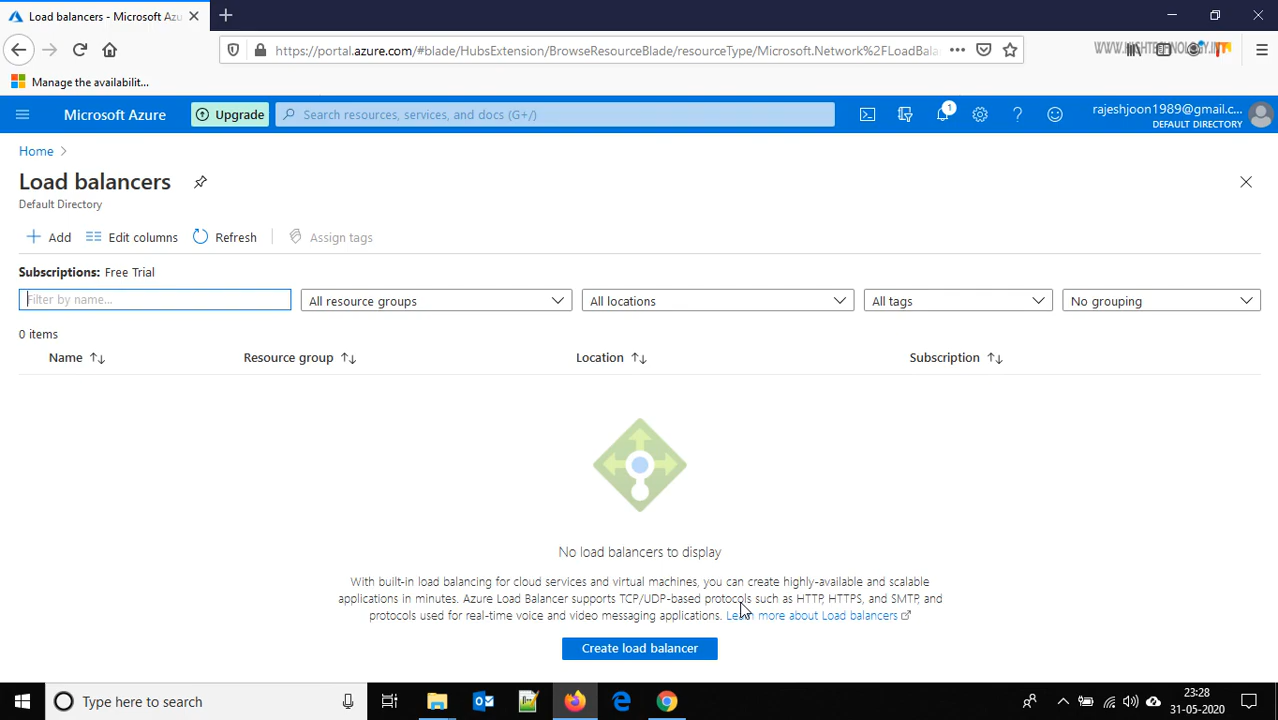 Load balancers - Microsoft Azu
https://portal.azure.com/#blade/HubsExtension/BrowseResourceBlade/resourceType/Microsoft.Network%2FLoadBala
Manage the availabilit...
Microsoft Azure
Upgrade
Search resources, services, and docs (G+/)
1
rajeshjoon1989@gmail.c...
DEFAULT DIRECTORY
Home
Load balancers
Default Directory
Add
Edit columns
Refresh
Assign tags
Subscriptions: Free Trial
Filter by name...
All resource groups
All locations
All tags
No grouping
0 items
Name
Resource group
Location
Subscription
No load balancers to display
With built-in load balancing for cloud services and virtual machines, you can create highly-available and scalable
applications in minutes. Azure Load Balancer supports TCP/UDP-based protocols such as HTTP, HTTPS, and SMTP, and
protocols used for real-time voice and video messaging applications. Learn more about Load balancers
Create load balancer
Type here to search
23:28
31-05-2020